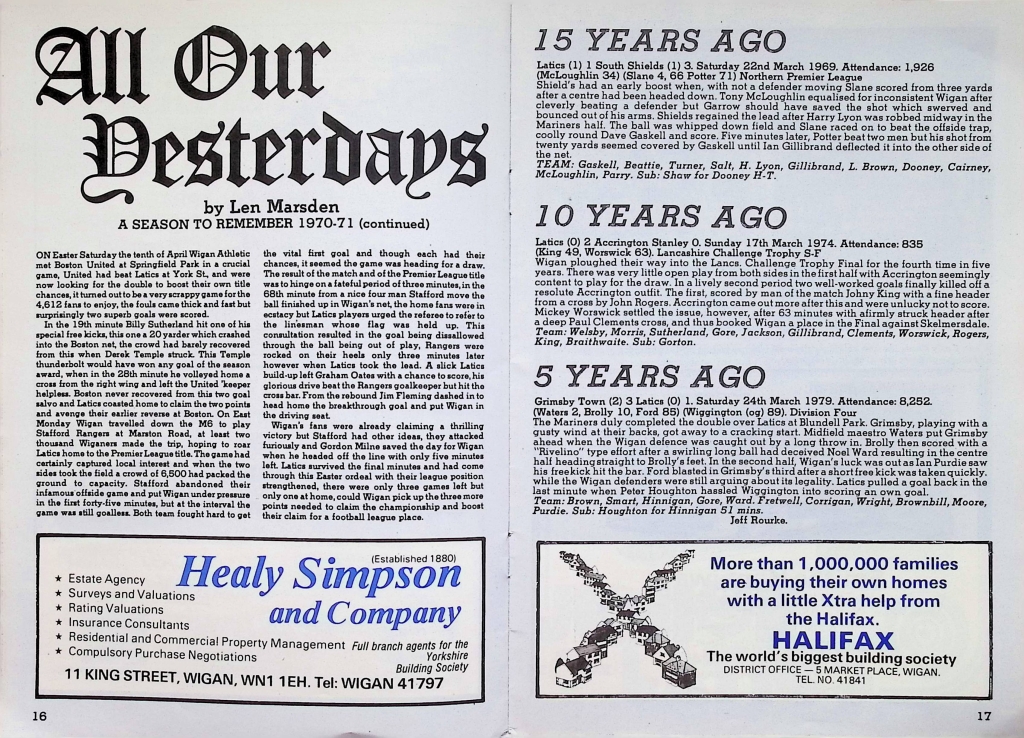 All Our
Yesterdays
by Len Marsden
A SEASON TO REMEMBER 1970-71 (continued)
ON Easter Saturday the tenth of April Wigan Athletic
met Boston United at Springfield Park in a crucial
game, United had beat Latics at York St., and were
now looking for the double to boost their own title
chances, it turned out to be a very scrappy game for the
4,612 fans to enjoy, the fouls came thick and fast but
surprisingly two superb goals were scored.
In the 19th minute Billy Sutherland hit one of his
special free kicks, this one a 20 yarder which crashed
into the Boston net, the crowd had barely recovered
from this when Derek Temple struck. This Temple
thunderbolt would have won any goal of the season
award, when in the 28th minute he volleyed home a
cross from the right wing and left the United 'keeper
helpless. Boston never recovered from this two goal
salvo and Latics coasted home to claim the two points
and avenge their earlier reverse at Boston. On East
Monday Wigan travelled down the M6 to play
Stafford Rangers at Marston Road, at least two
thousand Wiganers made the trip, hoping to roar
Latics home to the Premier League title. The game had
certainly captured local interest and when the two
sides took the field a crowd of 6,500 had packed the
ground to capacity. Stafford abandoned their
infamous offside game and put Wigan under pressure
in the first forty-five minutes, but at the interval the
game was still goalless. Both team fought hard to get
the vital first goal and though each had their
chances, it seemed the game was heading for a draw.
The result of the match and of the Premier League title
was to hinge on a fateful period of three minutes, in the
68th minute from a nice four man Stafford move the
ball finished up in Wigan's net, the home fans were in
ecstacy but Latics players urged the referee to refer to
the linesman whose flag was held up. This
consultation resulted in the goal being disallowed
through the ball being out of play, Rangers were
rocked on their heels only three minutes later
however when Latics took the lead. A slick Latics
build-up left Graham Oates with a chance to score, his
glorious drive beat the Rangers goalkeeper but hit the
cross bar. From the rebound Jim Fleming dashed in to
head home the breakthrough goal and put Wigan in
the driving seat.
Wigan's fans were already claiming a thrilling
victory but Stafford had other ideas, they attacked
furiously and Gordon Milne saved the day for Wigan
when he headed off the line with only five minutes
left. Latics survived the final minutes and had come
through this Easter ordeal with their league position
strengthened, there were only three games left but
only one at home, could Wigan pick up the three more
points needed to claim the championship and boost
their claim for a football league place.
(Established 1880)
Healy Simpson
and Company
★ Estate Agency
★ Surveys and Valuations
★ Rating Valuations
★ Insurance Consultants
★ Residential and Commercial Property Management
★ Compulsory Purchase Negotiations
Full branch agents for the
Yorkshire
Building Society
11 KING STREET, WIGAN, WN1 1EH. Tel: WIGAN 41797
16
15 YEARS AGO
Latics (1) 1 South Shields (1) 3. Saturday 22nd March 1969. Attendance: 1,926
(McLoughlin 34) (Slane 4, 66 Potter 71) Northern Premier League
Shield's had an early boost when, with not a defender moving Slane scored from three yards
after a centre had been headed down. Tony McLoughlin equalised for inconsistent Wigan after
cleverly beating a defender but Garrow should have saved the shot which swerved and
bounced out of his arms. Shields regained the lead after Harry Lyon was robbed midway in the
Mariners half. The ball was whipped down field and Slane raced on to beat the offside trap,
coolly round Dave Gaskell and score. Five minutes later, Potter beat two men but his shot from
twenty yards seemed covered by Gaskell until Ian Gillibrand deflected it into the other side of
the net.
TEAM: Gaskell, Beattie, Turner, Salt, H. Lyon, Gillibrand, L. Brown, Dooney, Cairney,
McLoughlin, Parry. Sub: Shaw for Dooney H-T.
10 YEARS AGO
Latics (0) 2 Accrington Stanley 0. Sunday 17th March 1974. Attendance: 835
(King 49, Worswick 63). Lancashire Challenge Trophy S-F
Wigan ploughed their way into the Lancs. Challenge Trophy Final for the fourth time in five
years. There was very little open play from both sides in the first half with Accrington seemingly
content to play for the draw. In a lively second period two well-worked goals finally killed off a
resolute Accrington outfit. The first, scored by man of the match Johny King with a fine header
from a cross by John Rogers. Accrington came out more after this and were unlucky not to score.
Mickey Worswick settled the issue, however, after 63 minutes with afirmly struck header after
a deep Paul Clements cross, and thus booked Wigan a place in the Final against Skelmersdale.
Team: Welsby, Morris, Sutherland, Gore, Jackson, Gillibrand, Clements, Worswick, Rogers,
King, Braithwaite. Sub: Gorton.
5 YEARS AGO
Grimsby Town (2) 3 Latics (0) 1. Saturday 24th March 1979. Attendance: 8,252.
(Waters 2, Brolly 10, Ford 85) (Wiggington (og) 89). Division Four
The Mariners duly completed the double over Latics at Blundell Park. Grimsby, playing with a
gusty wind at their backs, got away to a cracking start. Midfield maestro Waters put Grimsby
ahead when the Wigan defence was caught out by a long throw in. Brolly then scored with a
"Rivelino" type effort after a swirling long ball had deceived Noel Ward resulting in the centre
half heading straight to Brolly's feet. In the second half, Wigan's luck was out as Ian Purdie saw
his free kick hit the bar. Ford blasted in Grimsby's third after a short free kick was taken quickly,
while the Wigan defenders were still arguing about its legality. Latics pulled a goal back in the
last minute when Peter Houghton hassled Wiggington into scoring an own goal.
Team: Brown, Smart, Hinnigan, Gore, Ward. Fretwell, Corrigan, Wright, Brownbill, Moore,
Purdie. Sub: Houghton for Hinnigan 51 mins.
Jeff Rourke.
More than 1,000,000 families
are buying their own homes
with a little Xtra help from
the Halifax.
HALIFAX
The world's biggest building society
DISTRICT OFFICE — 5 MARKET PLACE, WIGAN.
TEL. NO. 41841
17